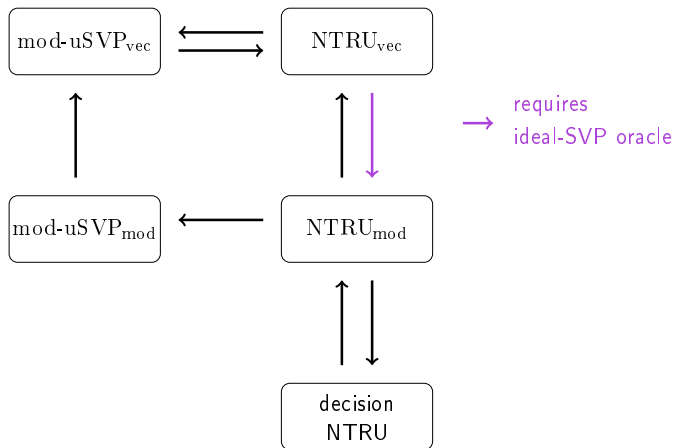 mod-uSVP_vec
NTRU_vec
requires
ideal-SVP oracle
mod-uSVP_mod
NTRU_mod
decision
NTRU